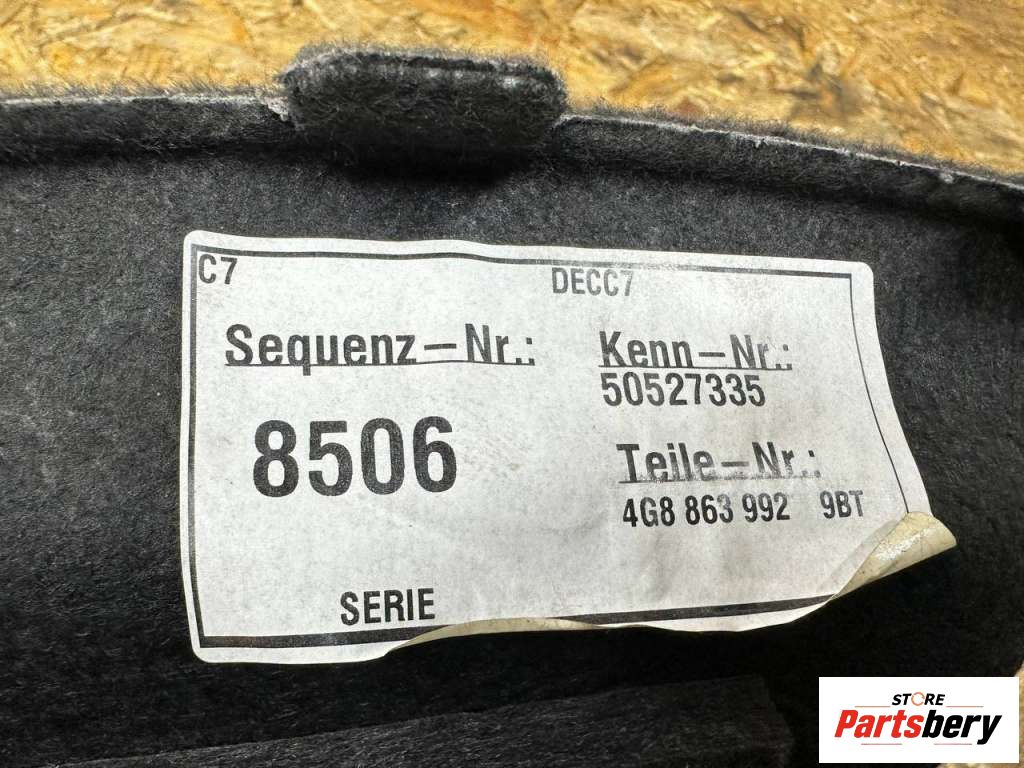 C7
DECC7
Sequenz-Nr.:
8506
Kenn-Nr.:
50527335
Teile-Nr.:
4G8 863 992 9BT
SERIE
STORE
Partsbery